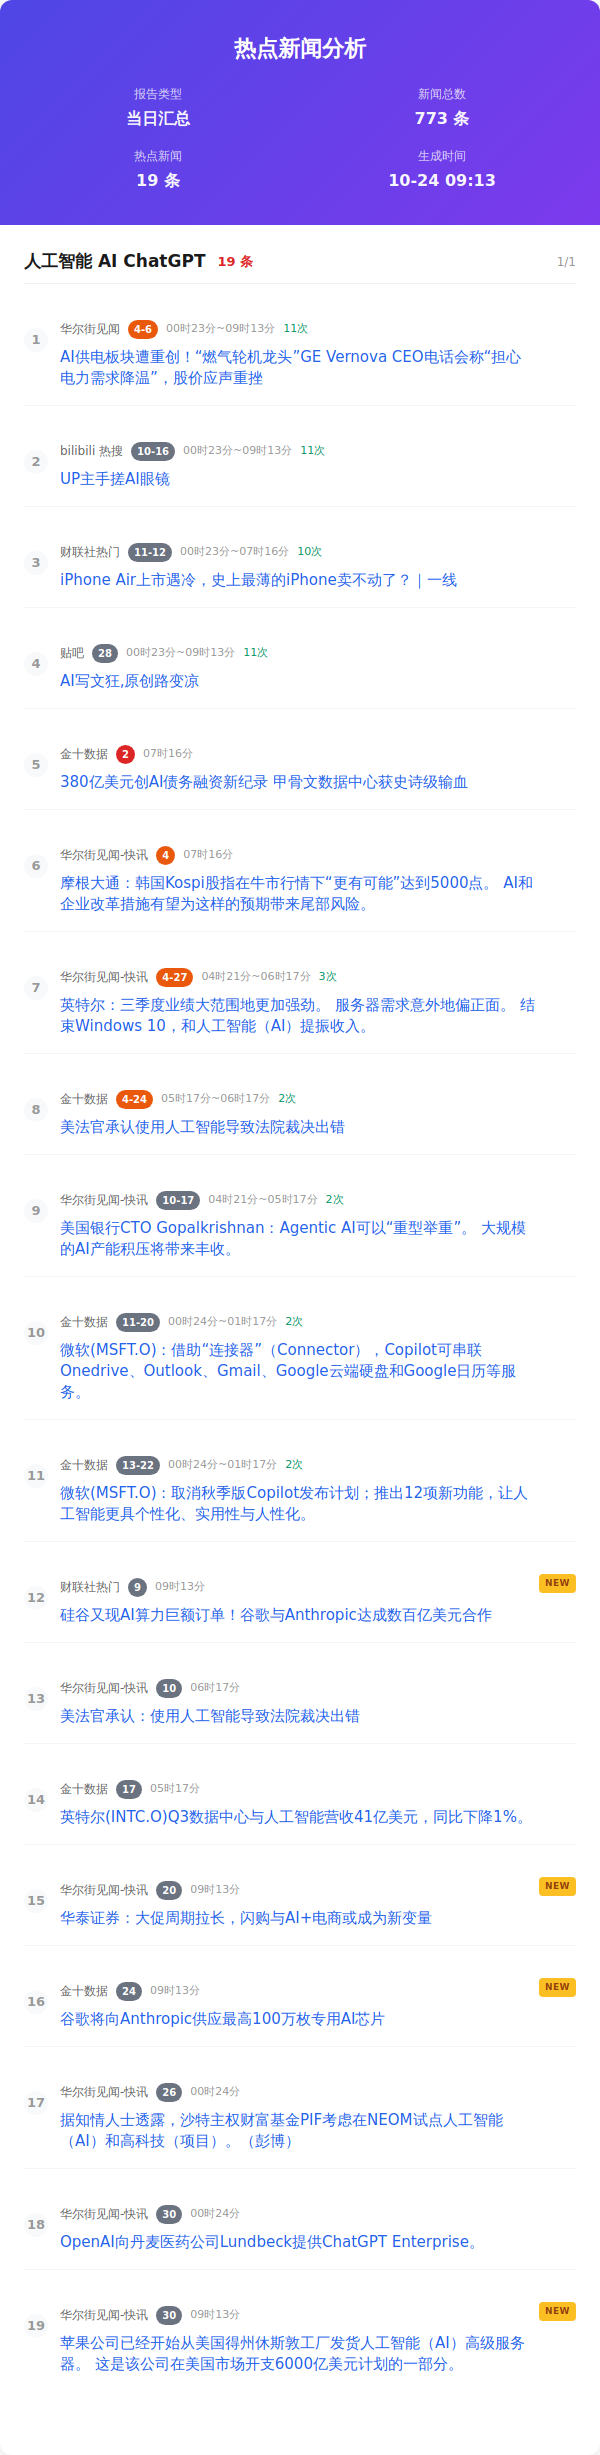 热点新闻分析
报告类型
当日汇总
新闻总数
773 条
热点新闻
19 条
生成时间
10-24 09:13
人工智能 AI ChatGPT 19 条 1/1
1
华尔街见闻 4-6 00时23分~09时13分 11次
AI供电板块遭重创！“燃气轮机龙头”GE Vernova CEO电话会称“担心
电力需求降温”，股价应声重挫
2
bilibili 热搜 10-16 00时23分~09时13分 11次
UP主手搓AI眼镜
3
财联社热门 11-12 00时23分~07时16分 10次
iPhone Air上市遇冷，史上最薄的iPhone卖不动了？｜一线
4
贴吧 28 00时23分~09时13分 11次
AI写文狂,原创路变凉
5
金十数据 2 07时16分
380亿美元创AI债务融资新纪录 甲骨文数据中心获史诗级输血
6
华尔街见闻-快讯 4 07时16分
摩根大通：韩国Kospi股指在牛市行情下“更有可能”达到5000点。 AI和
企业改革措施有望为这样的预期带来尾部风险。
7
华尔街见闻-快讯 4-27 04时21分~06时17分 3次
英特尔：三季度业绩大范围地更加强劲。 服务器需求意外地偏正面。 结
束Windows 10，和人工智能（AI）提振收入。
8
金十数据 4-24 05时17分~06时17分 2次
美法官承认使用人工智能导致法院裁决出错
9
华尔街见闻-快讯 10-17 04时21分~05时17分 2次
美国银行CTO Gopalkrishnan：Agentic AI可以“重型举重”。 大规模
的AI产能积压将带来丰收。
10
金十数据 11-20 00时24分~01时17分 2次
微软(MSFT.O)：借助“连接器”（Connector），Copilot可串联
Onedrive、Outlook、Gmail、Google云端硬盘和Google日历等服
务。
11
金十数据 13-22 00时24分~01时17分 2次
微软(MSFT.O)：取消秋季版Copilot发布计划；推出12项新功能，让人
工智能更具个性化、实用性与人性化。
12
财联社热门 9 09时13分 NEW
硅谷又现AI算力巨额订单！谷歌与Anthropic达成数百亿美元合作
13
华尔街见闻-快讯 10 06时17分
美法官承认：使用人工智能导致法院裁决出错
14
金十数据 17 05时17分
英特尔(INTC.O)Q3数据中心与人工智能营收41亿美元，同比下降1%。
15
华尔街见闻-快讯 20 09时13分 NEW
华泰证券：大促周期拉长，闪购与AI+电商或成为新变量
16
金十数据 24 09时13分 NEW
谷歌将向Anthropic供应最高100万枚专用AI芯片
17
华尔街见闻-快讯 26 00时24分
据知情人士透露，沙特主权财富基金PIF考虑在NEOM试点人工智能
（AI）和高科技（项目）。（彭博）
18
华尔街见闻-快讯 30 00时24分
OpenAI向丹麦医药公司Lundbeck提供ChatGPT Enterprise。
19
华尔街见闻-快讯 30 09时13分 NEW
苹果公司已经开始从美国得州休斯敦工厂发货人工智能（AI）高级服务
器。 这是该公司在美国市场开支6000亿美元计划的一部分。